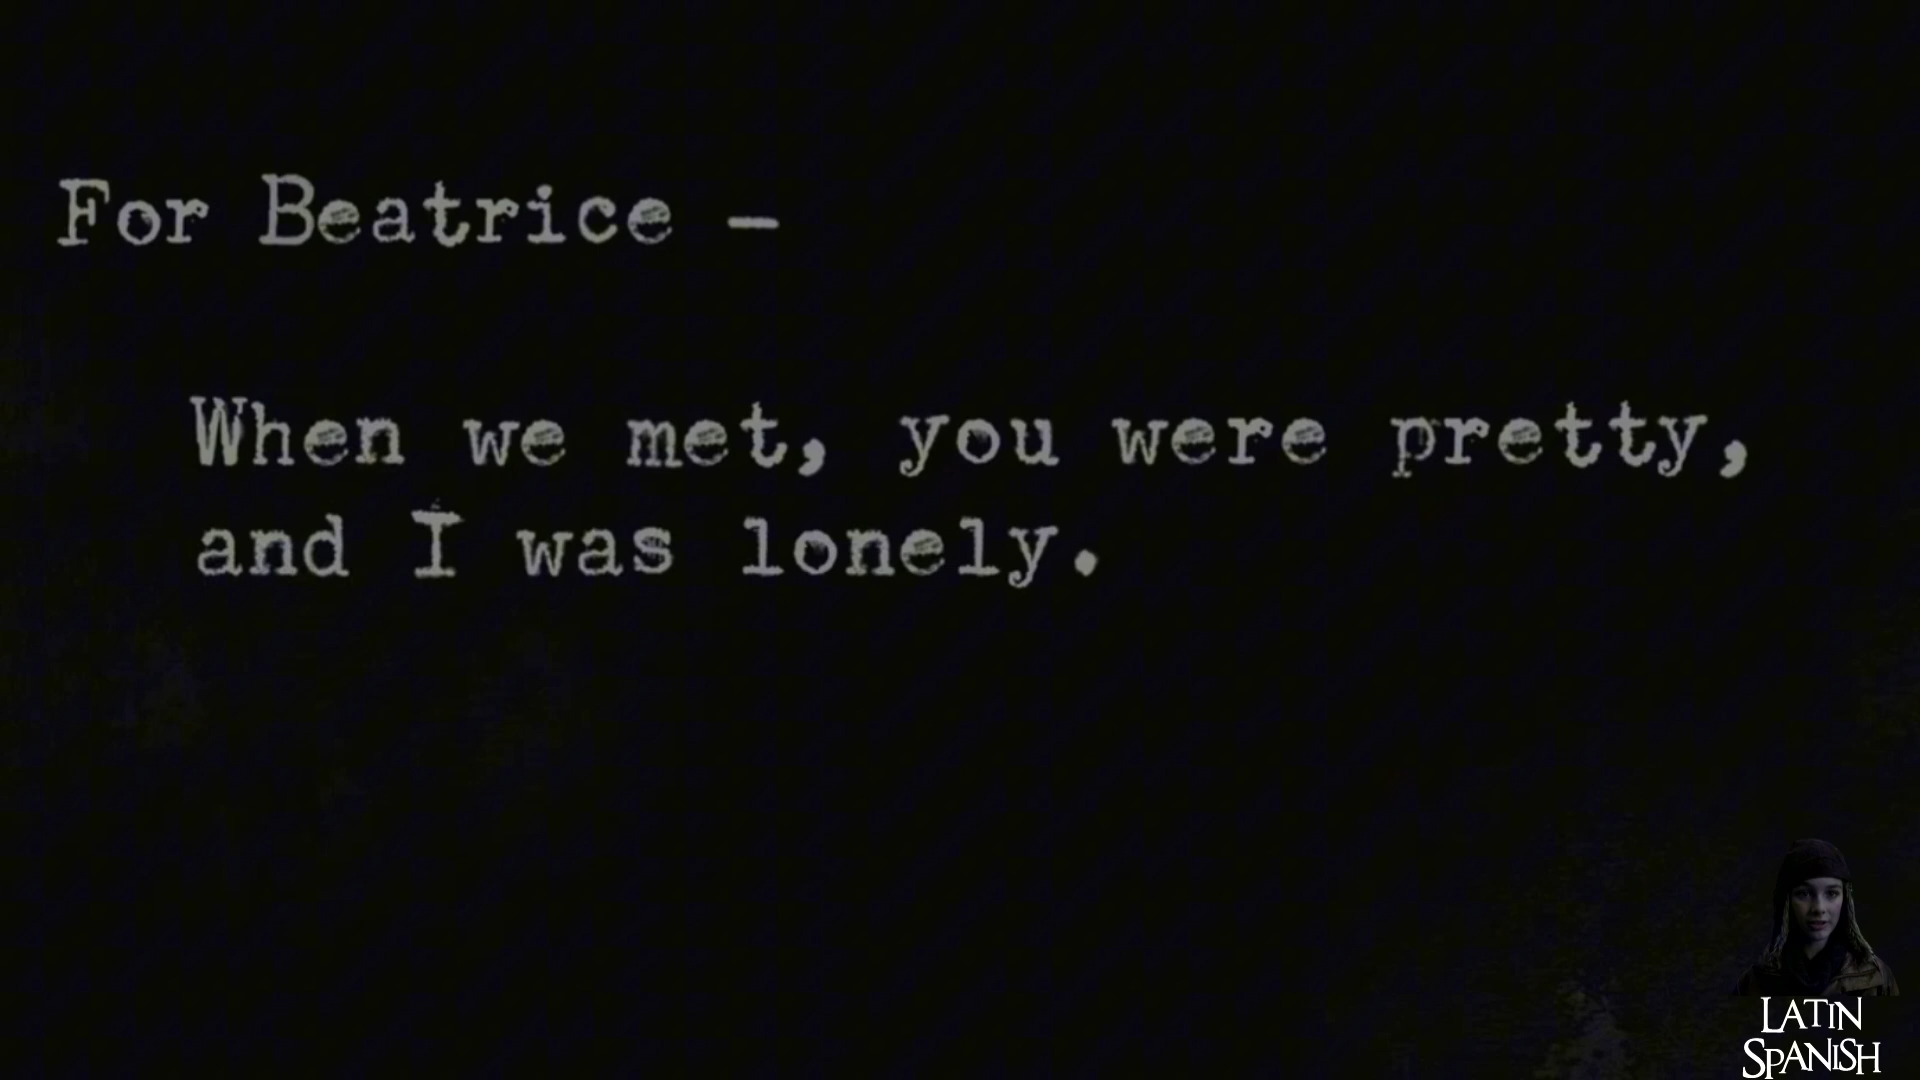 For Beatrice –
When we met, you were pretty,
and I was lonely.
LATIN
SPANISH